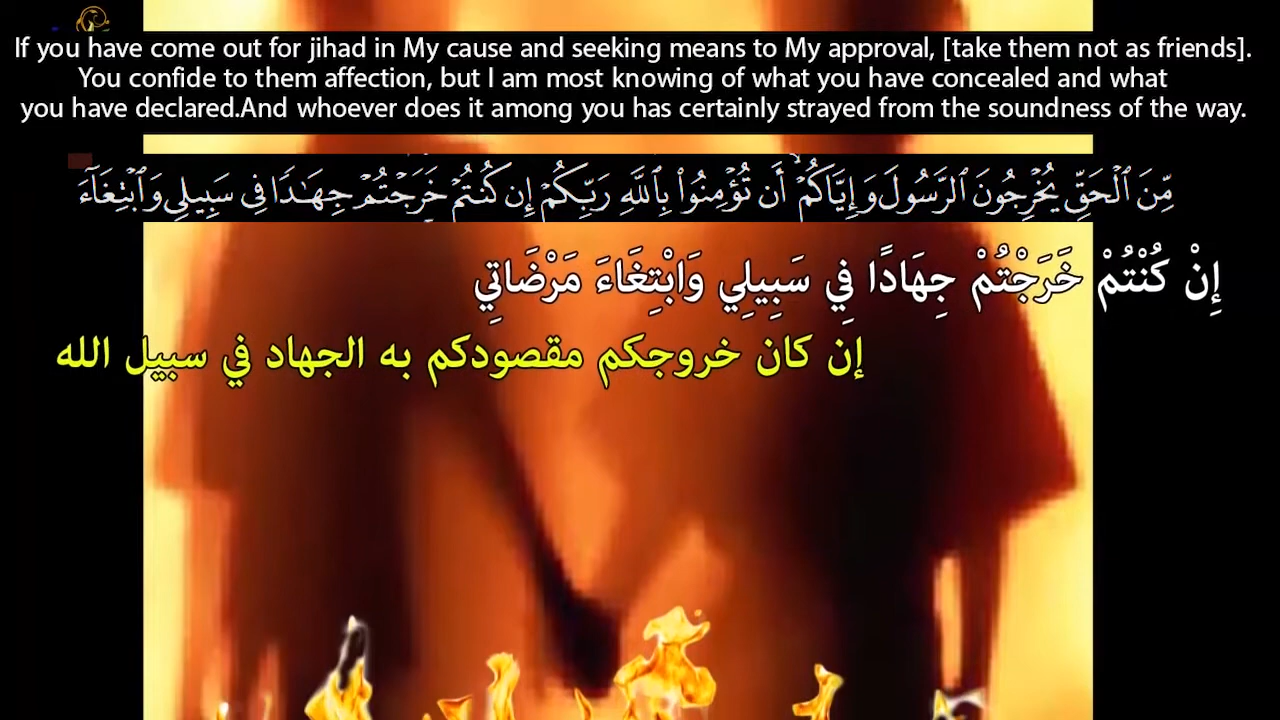 If you have come out for jihad in My cause and seeking means to My approval, [take them not as friends].
You confide to them affection, but I am most knowing of what you have concealed and what
you have declared.And whoever does it among you has certainly strayed from the soundness of the way.
مِّنَ ٱلْحَقِّ يُخْرِجُونَ ٱلرَّسُولَ وَإِيَّاكُمْ ۙ أَن تُؤْمِنُوا۟ بِٱللَّهِ رَبِّكُمْ إِن كُنتُمْ خَرَجْتُمْ جِهَـٰدًا فِى سَبِيلِى وَٱبْتِغَآءَ
إِنْ كُنْتُمْ خَرَجْتُمْ جِهَادًا فِي سَبِيلِي وَابْتِغَاءَ مَرْضَاتِي
إن كان خروجكم مقصودكم به الجهاد في سبيل الله